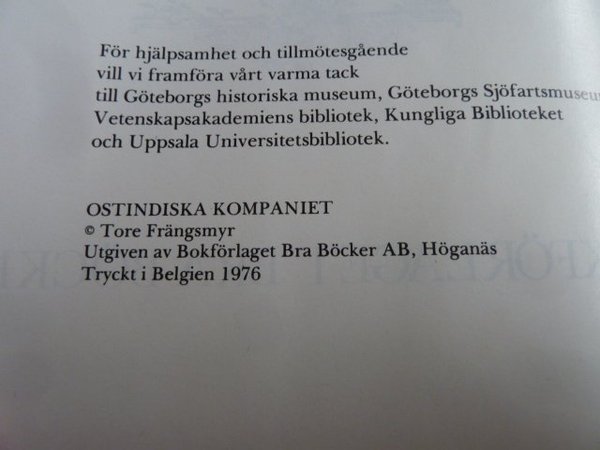 För hjälpsamhet och tillmötesgående
vill vi framföra vårt varma tack
till Göteborgs historiska museum, Göteborgs Sjöfartsmuseum
Vetenskapsakademiens bibliotek, Kungliga Biblioteket
och Uppsala Universitetsbibliotek.
OSTINDISKA KOMPANIET
© Tore Frängsmyr
Utgiven av Bokförlaget Bra Böcker AB, Höganäs
Tryckt i Belgien 1976